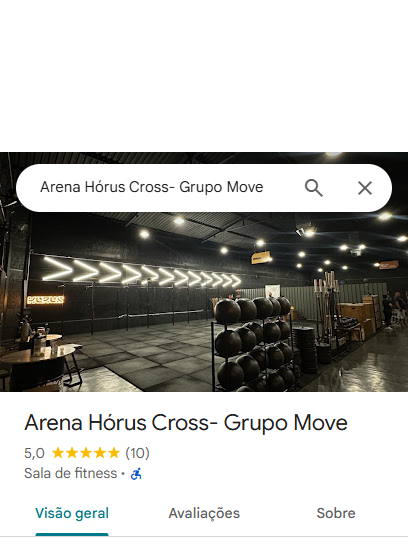 Arena Hórus Cross- Grupo Move
Arena Hórus Cross- Grupo Move
5,0 ★★★★★ (10)
Sala de fitness ·
Visão geral
Avaliações
Sobre